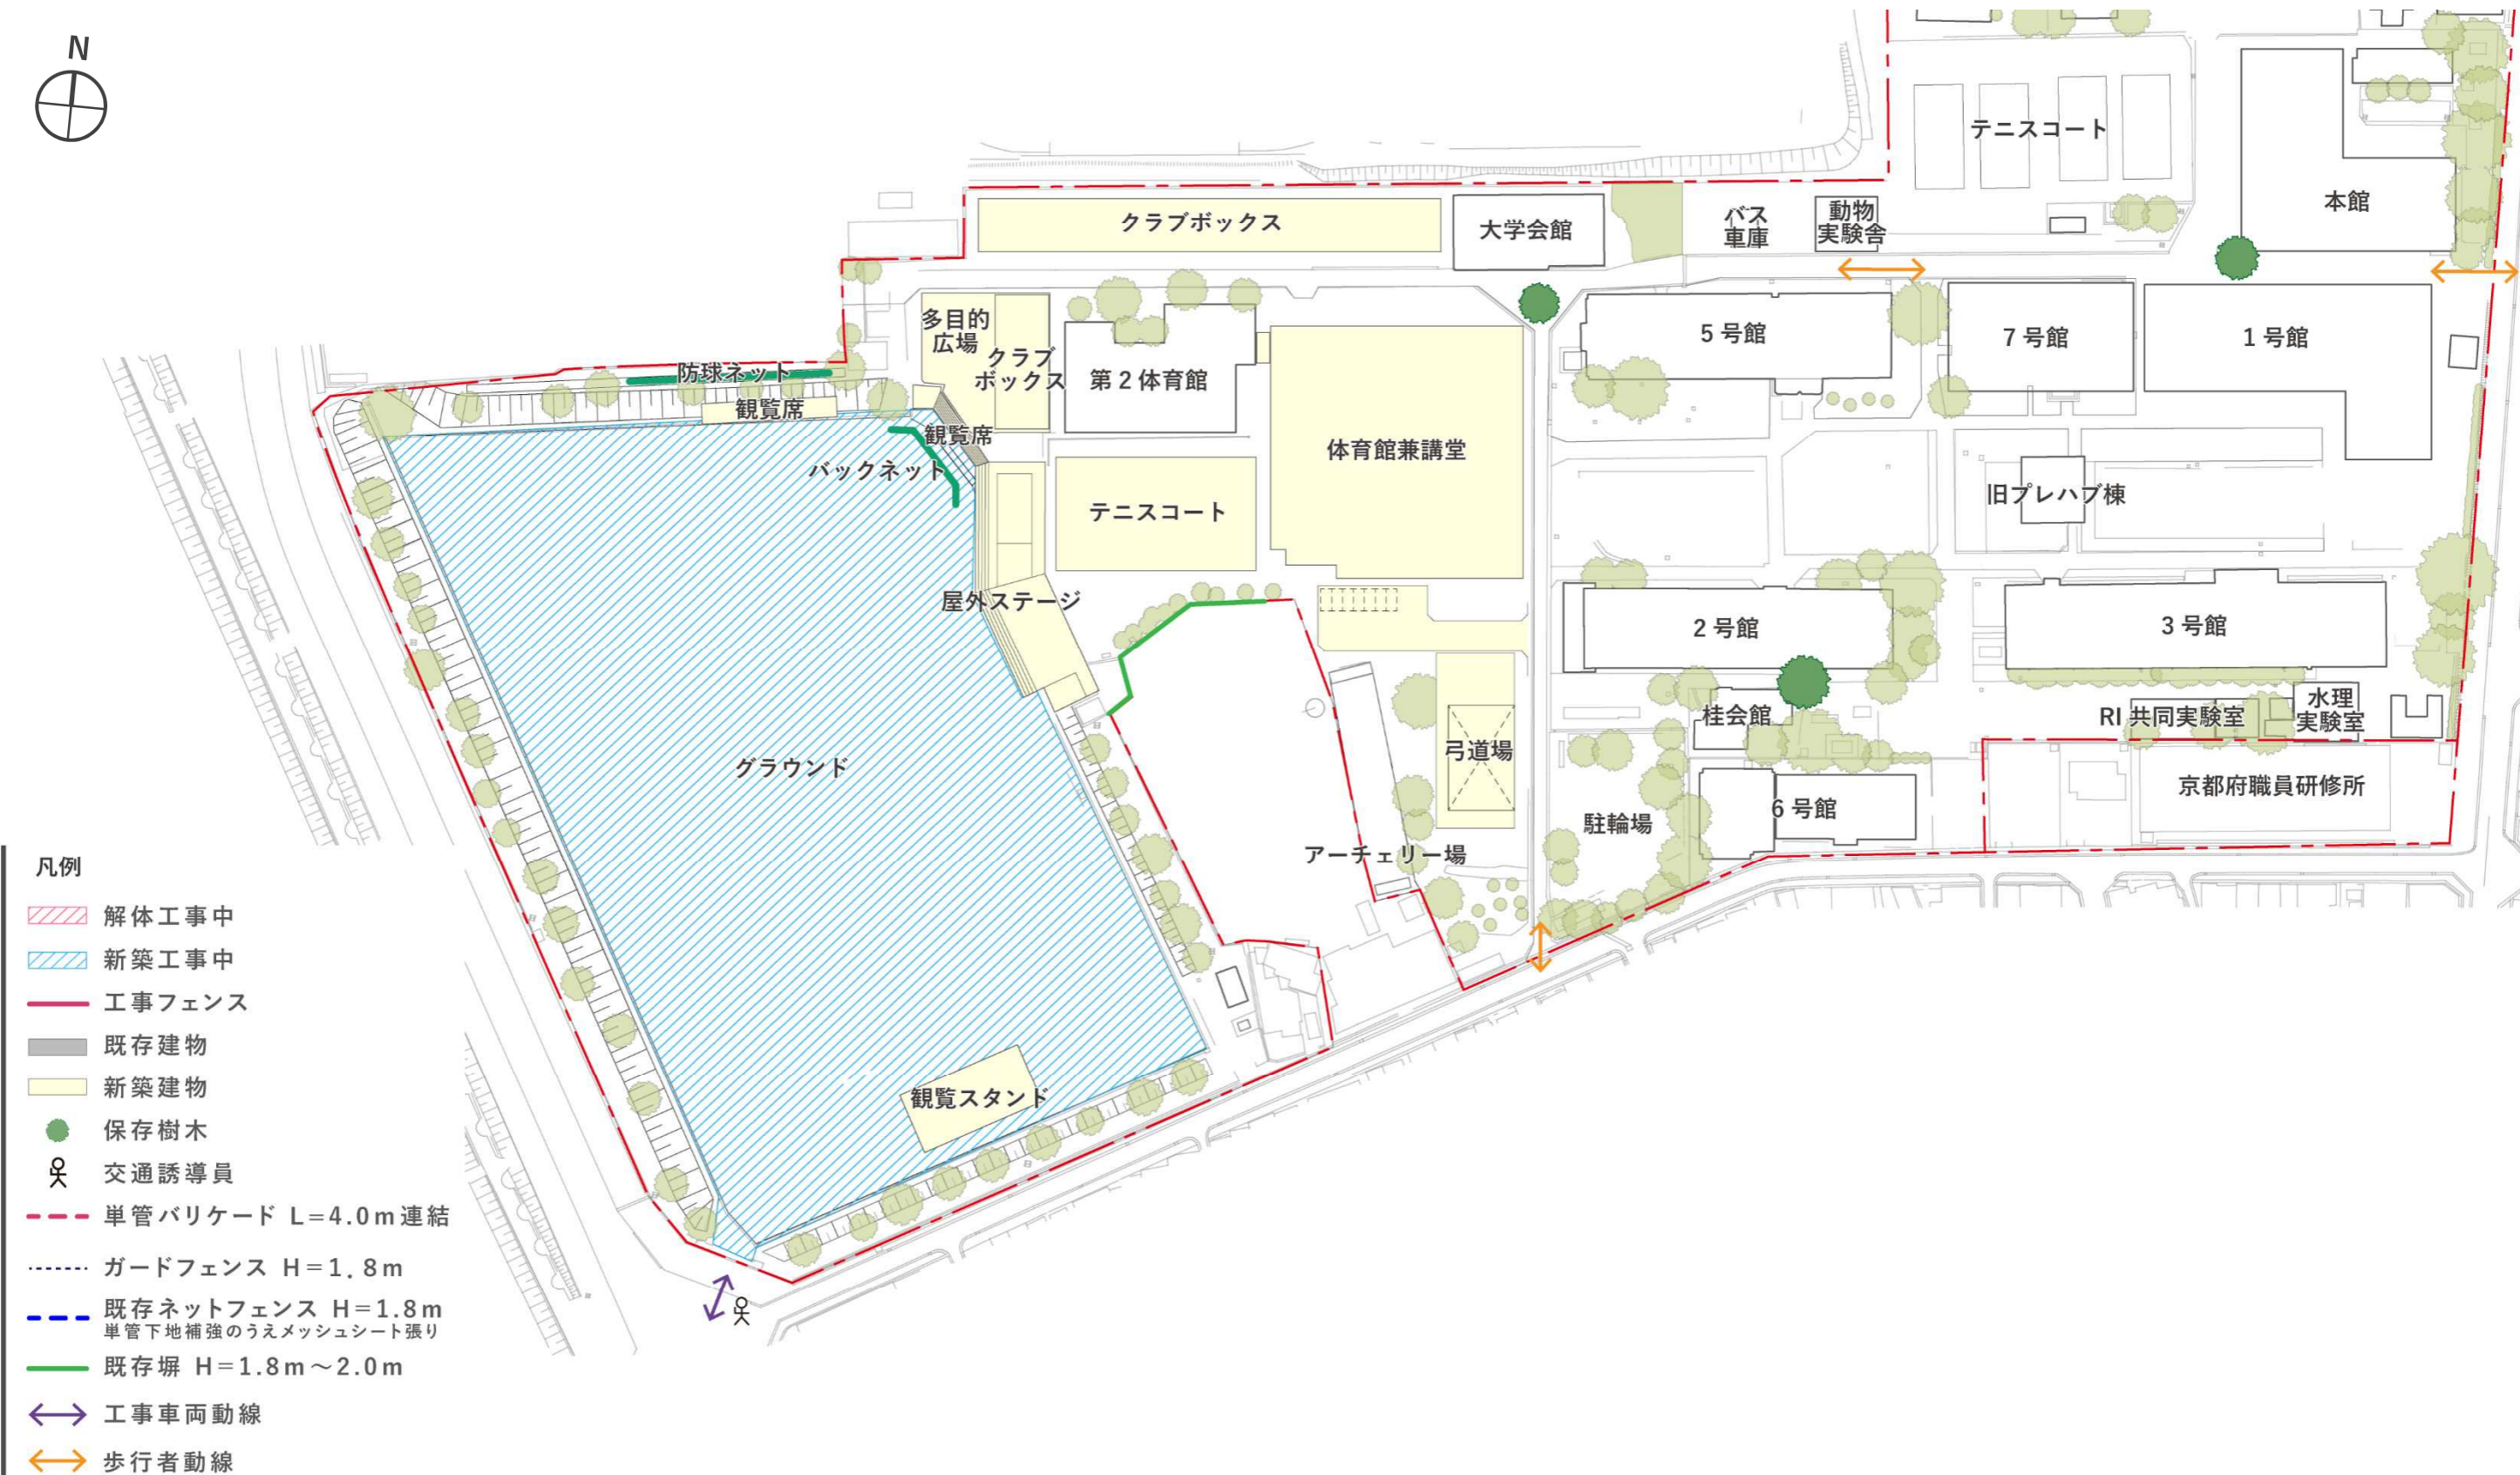 N
テニスコート
本館
クラブボックス
大学会館
バス
車庫
動物
実験舎
多目的
広場
クラブ
ボックス
第2体育館
5号館
7号館
1号館
防球ネット
観覧席
観覧席
バックネット
体育館兼講堂
テニスコート
旧プレハブ棟
屋外ステージ
2号館
3号館
桂会館
RI共同実験室
水理
実験室
弓道場
グラウンド
京都府職員研修所
6号館
駐輪場
アーチェリー場
観覧スタンド
凡例
解体工事中
新築工事中
工事フェンス
既存建物
新築建物
保存樹木
交通誘導員
単管バリケード L=4.0m連結
ガードフェンス H=1.8m
既存ネットフェンス H=1.8m
単管下地補強のうえメッシュシート張り
既存塀 H=1.8m～2.0m
工事車両動線
歩行者動線